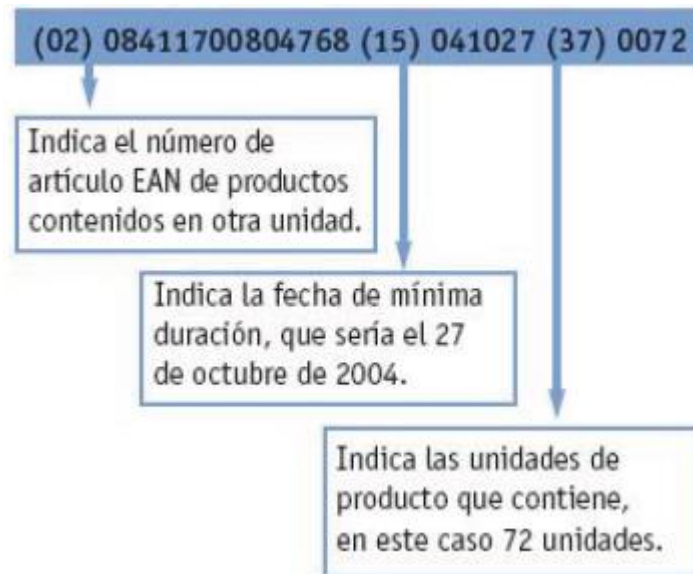 (02) 08411700804768 (15) 041027 (37) 0072
Indica el número de
artículo EAN de productos
contenidos en otra unidad.
Indica la fecha de mínima
duración, que sería el 27
de octubre de 2004.
Indica las unidades de
producto que contiene,
en este caso 72 unidades.